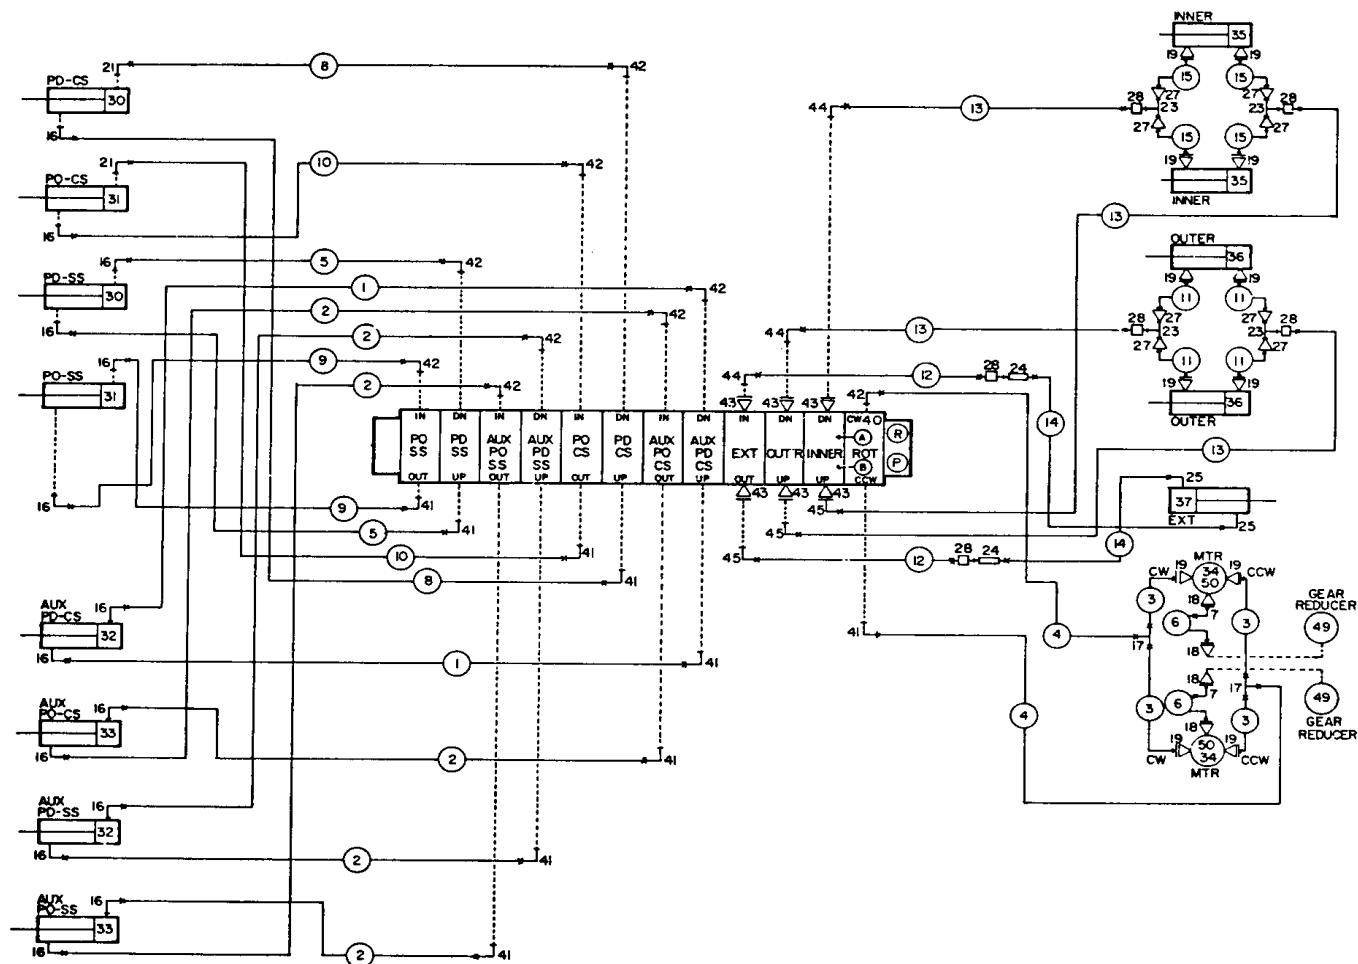 INNER
35
19 19
15 15
27 27
28 28
23 23
27 27
15 15
19 19
35
INNER
44
13
13
21
8
42
PD-CS
30
16
21
10
42
PO-CS
31
16
16
5
42
PD-SS
30
16
1
42
2
42
2
42
16
9
42
PO-SS
31
2
42
16
OUTER
36
19 19
11 11
27 27
28 28
23 23
27 27
11 11
19 19
36
OUTER
44
13
13
44
12
28
24
14
43 43 43
42
IN DN IN DN IN DN IN DN IN DN DN CW 40
PO SS
PD SS
AUX PO SS
AUX PD SS
PO CS
PD CS
AUX PO CS
AUX PD CS
EXT
OUT'R
INNER
ROT
A
B
R
P
OUT UP OUT UP OUT UP OUT UP OUT UP UP CCW
43 43 43
45
45
45
9
41
5
41
10
41
8
41
12
28
24
14
25
37
EXT
25
AUX
PD-CS
16
32
16
1
41
AUX
PO-CS
16
33
16
2
41
AUX
PD-SS
16
32
16
2
41
AUX
PO-SS
16
33
16
2
41
41
4
4
MTR
CW 19 34 50 19 CCW
3
18
7
6
3
18
17
GEAR
REDUCER
49
18
7
17
3
6
3
18
49
GEAR
REDUCER
19 50 34 19
CW CCW
MTR